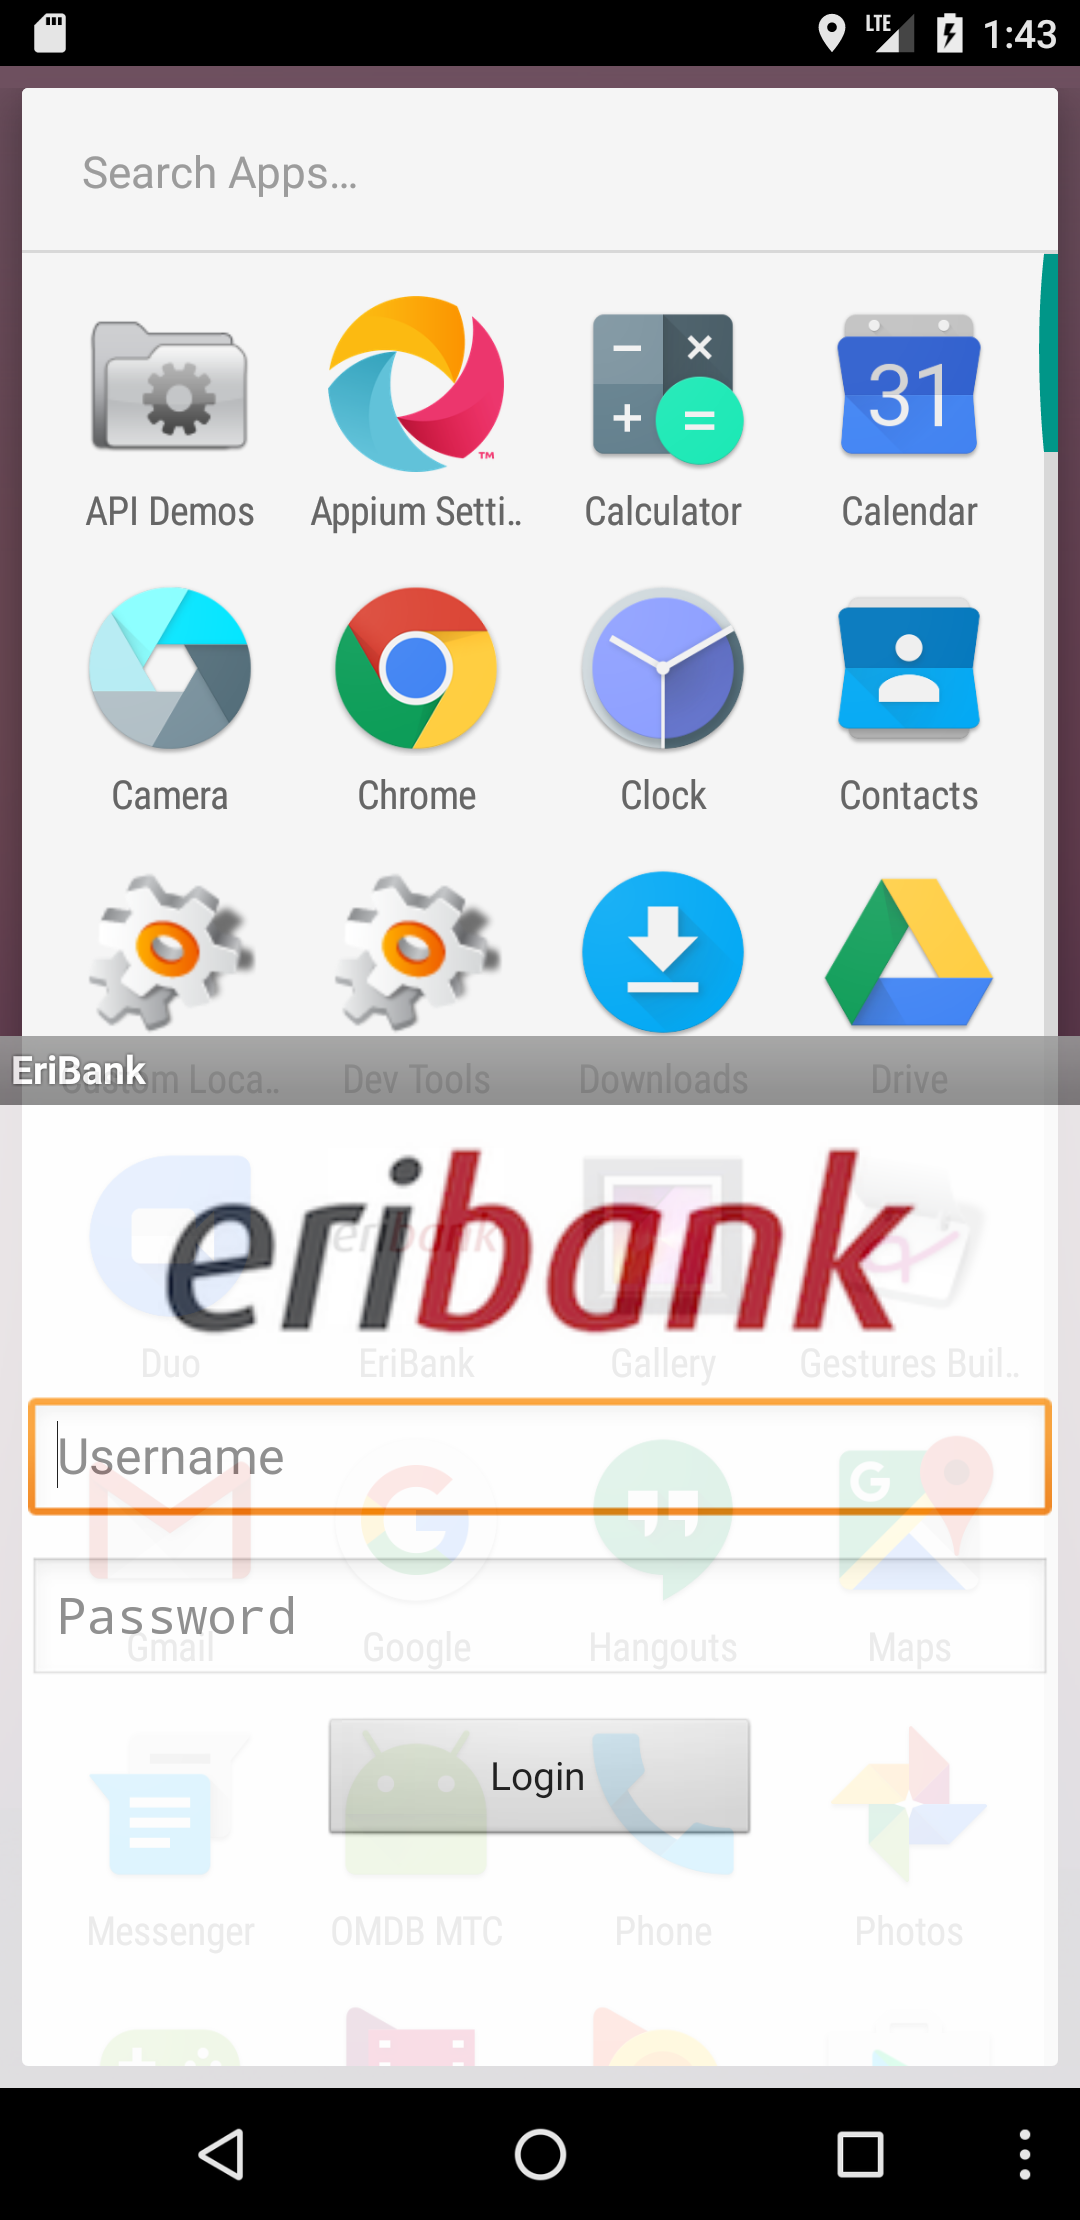 LTE 1:43
Search Apps...
31
API Demos Appium Setti.. Calculator Calendar
Camera Chrome Clock Contacts
EriBank
Custom Loca.. Dev Tools Downloads Drive
eribank
eribank
Duo EriBank Gallery Gestures Buil..
Username
Password
Gmail Google Hangouts Maps
Login
Messenger OMDB MTC Phone Photos